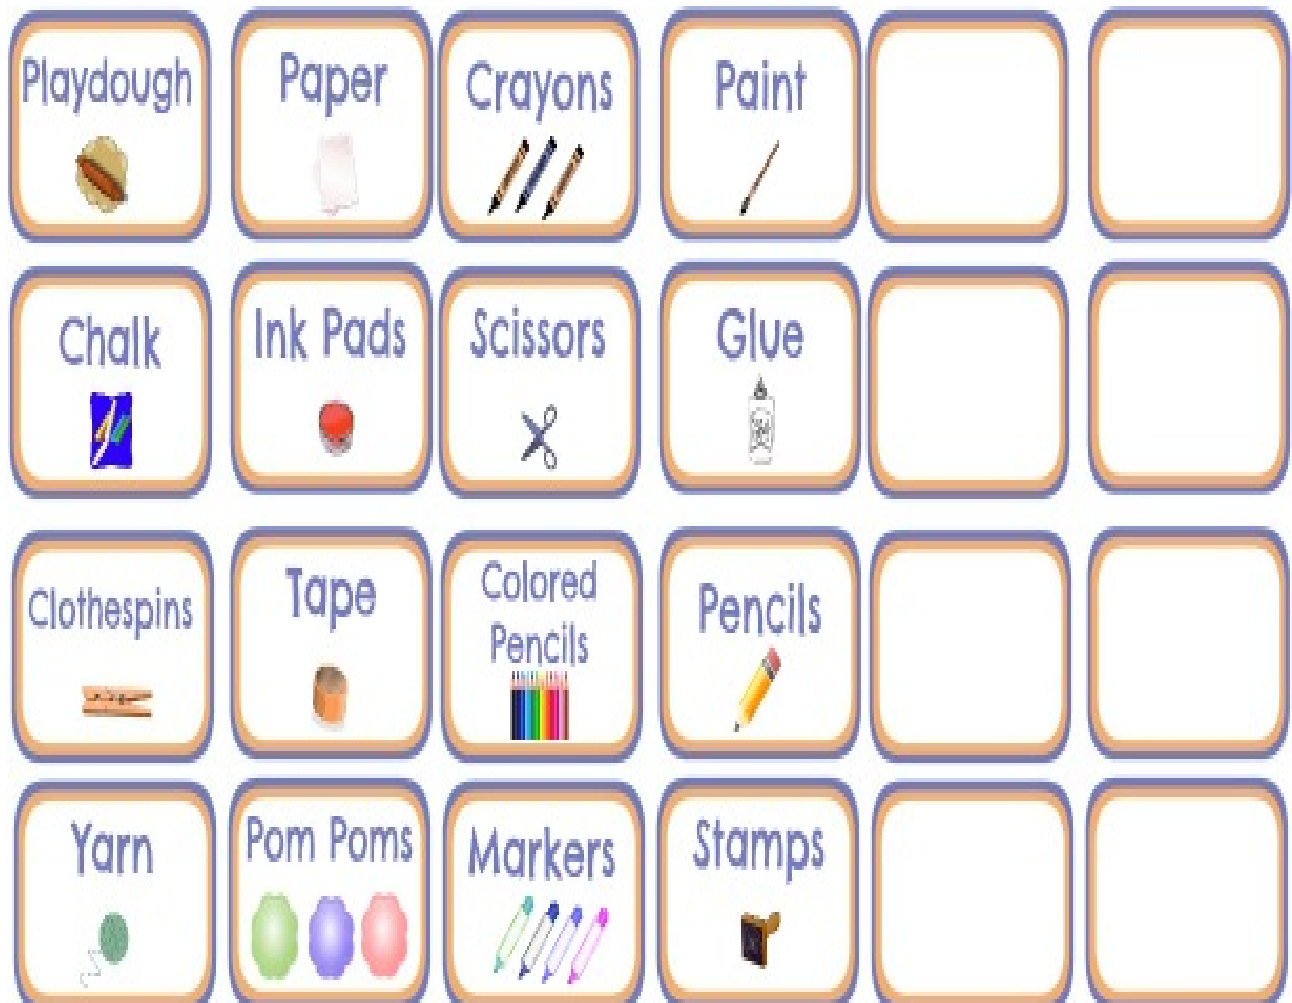 Playdough
Paper
Crayons
Paint
Chalk
Ink Pads
Scissors
Glue
Clothespins
Tape
Colored
Pencils
Pencils
Yarn
Pom Poms
Markers
Stamps